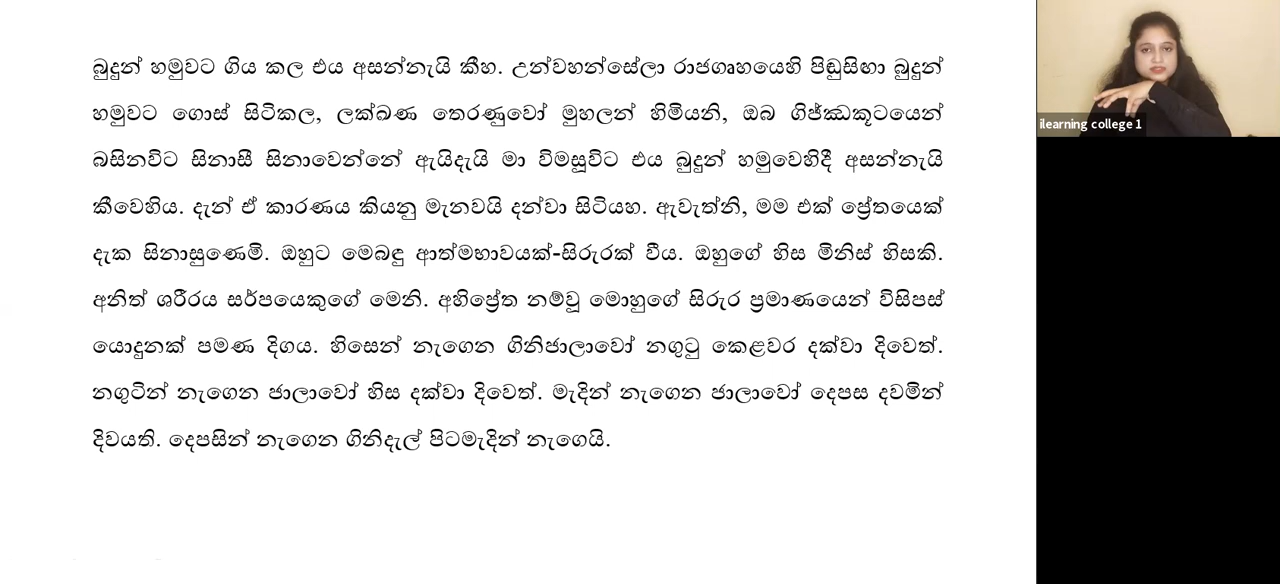 බුදුන් හමුවට ගිය කල එය අසන්නැයි කීහ. උන්වහන්සේලා රාජගෘහයෙහි පිඬුසිඟා බුදුන්
හමුවට ගොස් සිටිකල, ලක්ඛණ තෙරණුවෝ මුහලන් හිමියනි, ඔබ ගිජ්ඣකූටයෙන්
බසිනවිට සිනාසී සිනාවෙන්නේ ඇයිදැයි මා විමසූවිට එය බුදුන් හමුවෙහිදී අසන්නැයි
කීවෙහිය. දැන් ඒ කාරණය කියනු මැනවයි දන්වා සිටියහ. ඇවැත්නි, මම එක් ප්‍රේතයෙක්
දැක සිනාසුණෙමි. ඔහුට මෙබඳු ආත්මභාවයක්-සිරුරක් විය. ඔහුගේ හිස මිනිස් හිසකි.
අනිත් ශරීරය සර්පයෙකුගේ මෙනි. අහිප්‍රේත නම්වූ මොහුගේ සිරුර ප්‍රමාණයෙන් විසිපස්
යොදුනක් පමණ දිගය. හිසෙන් නැගෙන ගිනිජාලාවෝ නගුටු කෙළවර දක්වා දිවෙත්.
නගුටින් නැගෙන ජාලාවෝ හිස දක්වා දිවෙත්. මැදින් නැගෙන ජාලාවෝ දෙපස දවමින්
දිවයති. දෙපසින් නැගෙන ගිනිදැල් පිටමැදින් නැගෙයි.
ilearning college 1